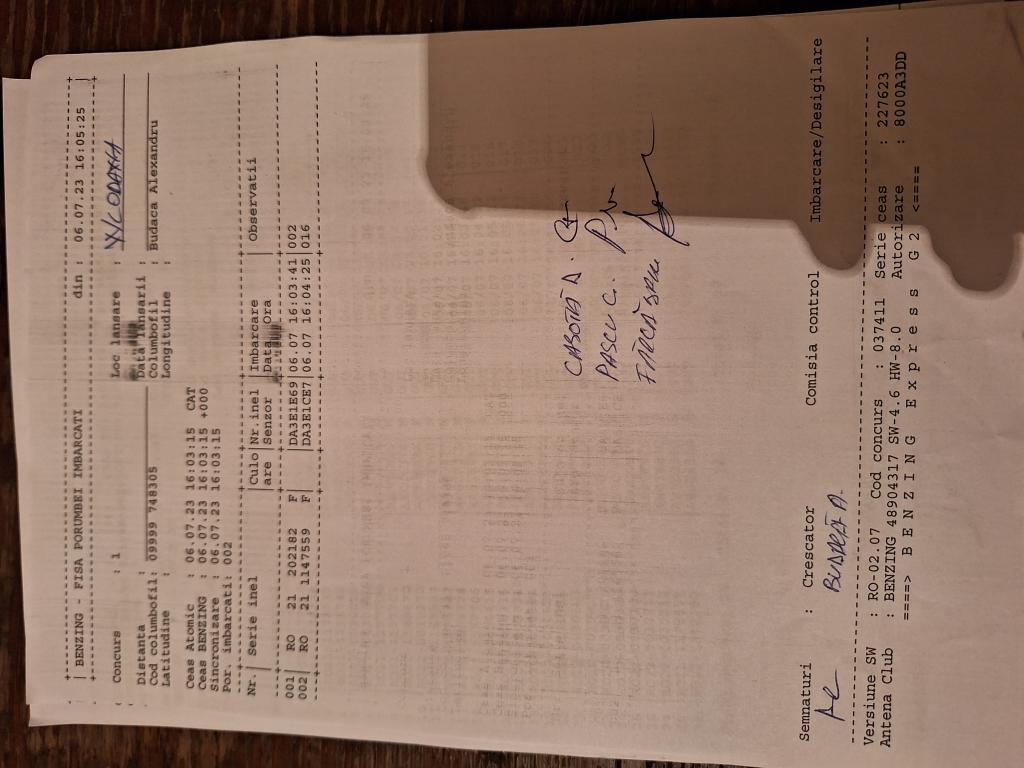 +---------------------------------------------------------------+
| BENZING - FISA PORUMBEI IMBARCATI din : 06.07.23 16:05:25 |
+---------------------------------------------------------------+
Concurs : 1 Loc lansare :
Distanta : Data lansarii :
Cod columbofil: 09999 748305 Columbofil : Budaca Alexandru
Latitudine : Longitudine :
Ceas Atomic : 06.07.23 16:03:15 CAT
Ceas BENZING : 06.07.23 16:03:15 +000
Sincronizare : 06.07.23 16:03:15
Por. imbarcati: 002
Nr.| Serie inel |Culo|Nr.inel |Imbarcare | Observatii
|are |Senzor |Data ora |
001| RO 21 202182 F |DA3E1E69|06.07 16:03:41|002
002| RO 21 1147559 F |DA3E1CE7|06.07 16:04:25|016
CASOTĂ A.
PASCU C.
Semnaturi : Crescator Comisia control Imbarcare/Desigilare
Versiune SW : RO-02.07 Cod concurs : 037411 Serie ceas : 227623
Antena Club : BENZING 48904317 SW-4.6 HW-8.0 Autorizare : 8000A3DD
====> B E N Z I N G E x p r e s s G 2 <====